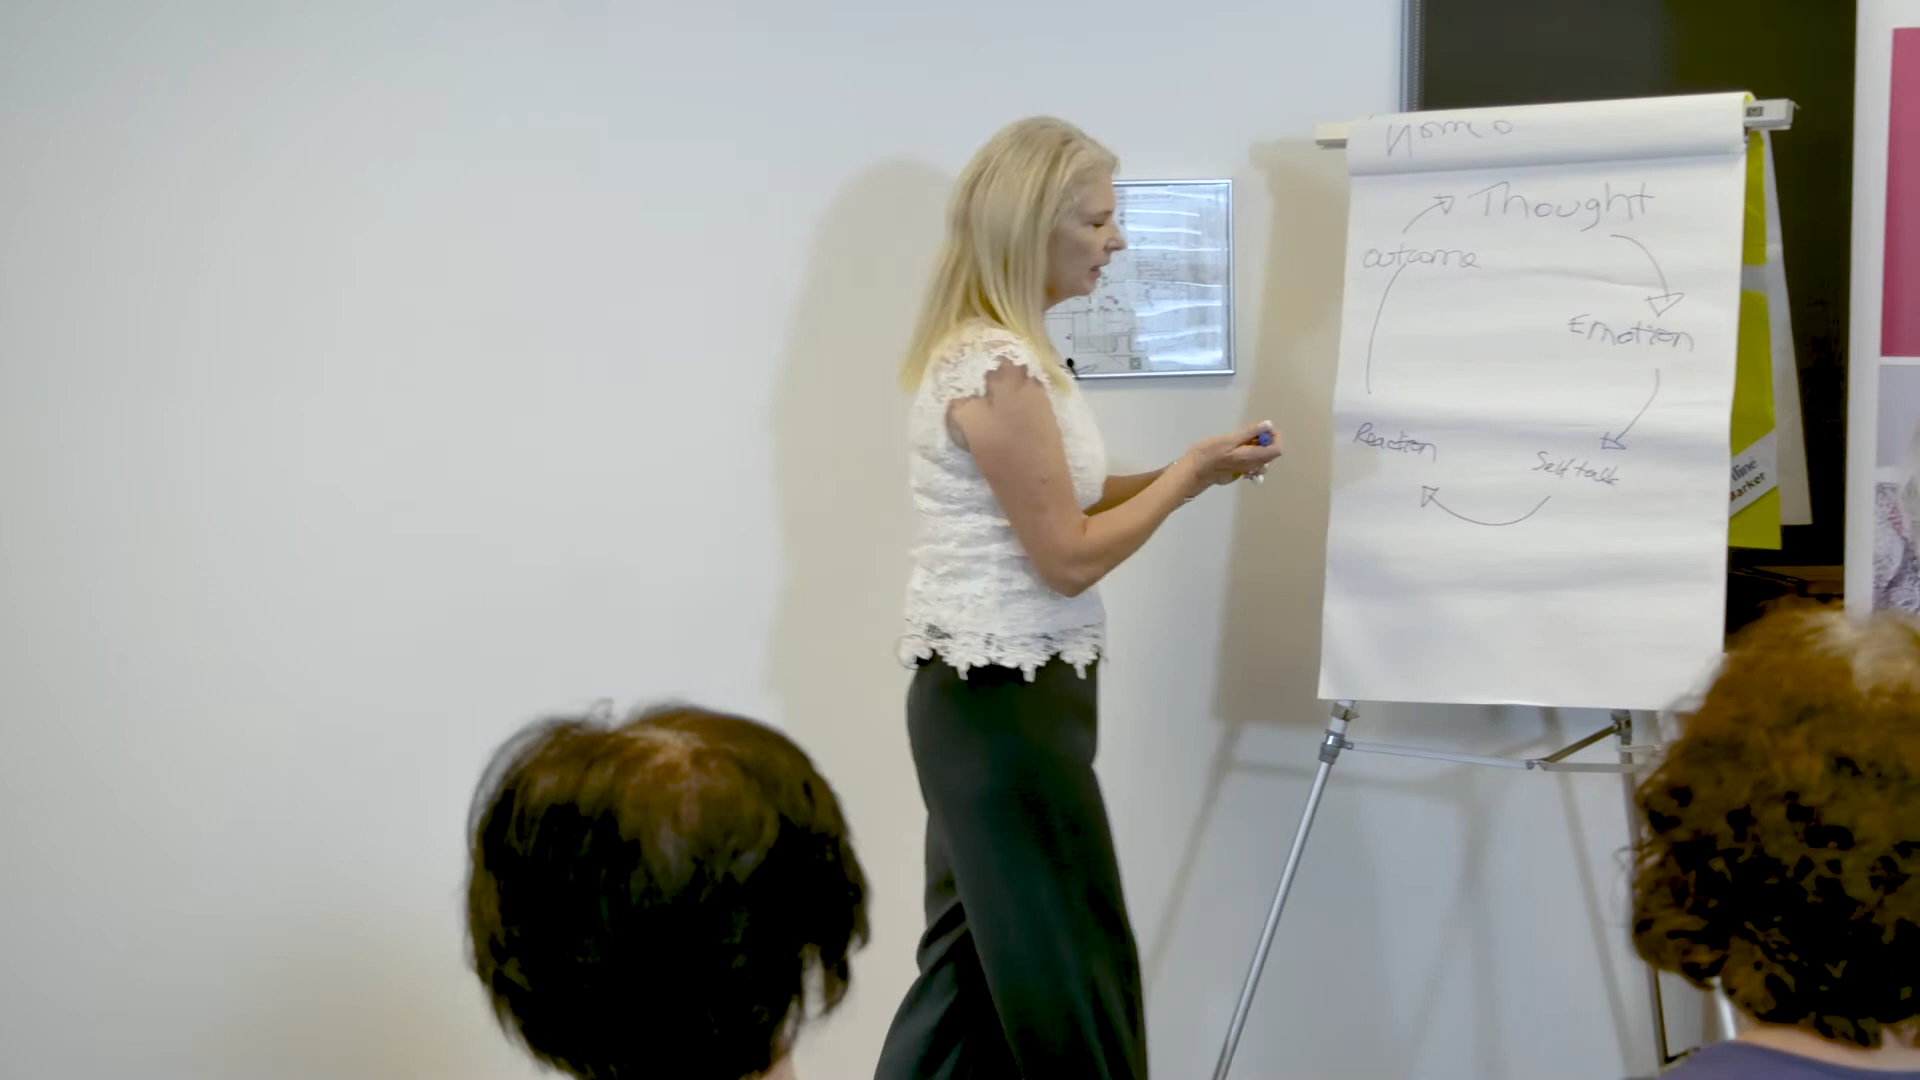 Thought
outcome
Emotion
Reaction
Self talk